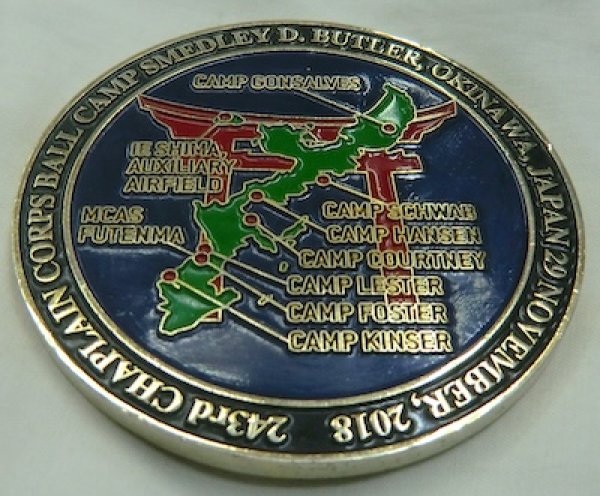 243rd CHAPLAIN CORPS BALL CAMP SMEDLEY D. BUTLER, OKINAWA, JAPAN 29 NOVEMBER, 2018
CAMP GONSALVES
IE SHIMA,
AUXILIARY
AIRFIELD
MCAS
FUTENMA
CAMP SCHWAB
CAMP HANSEN
CAMP COURTNEY
CAMP LESTER
CAMP FOSTER
CAMP KINSER